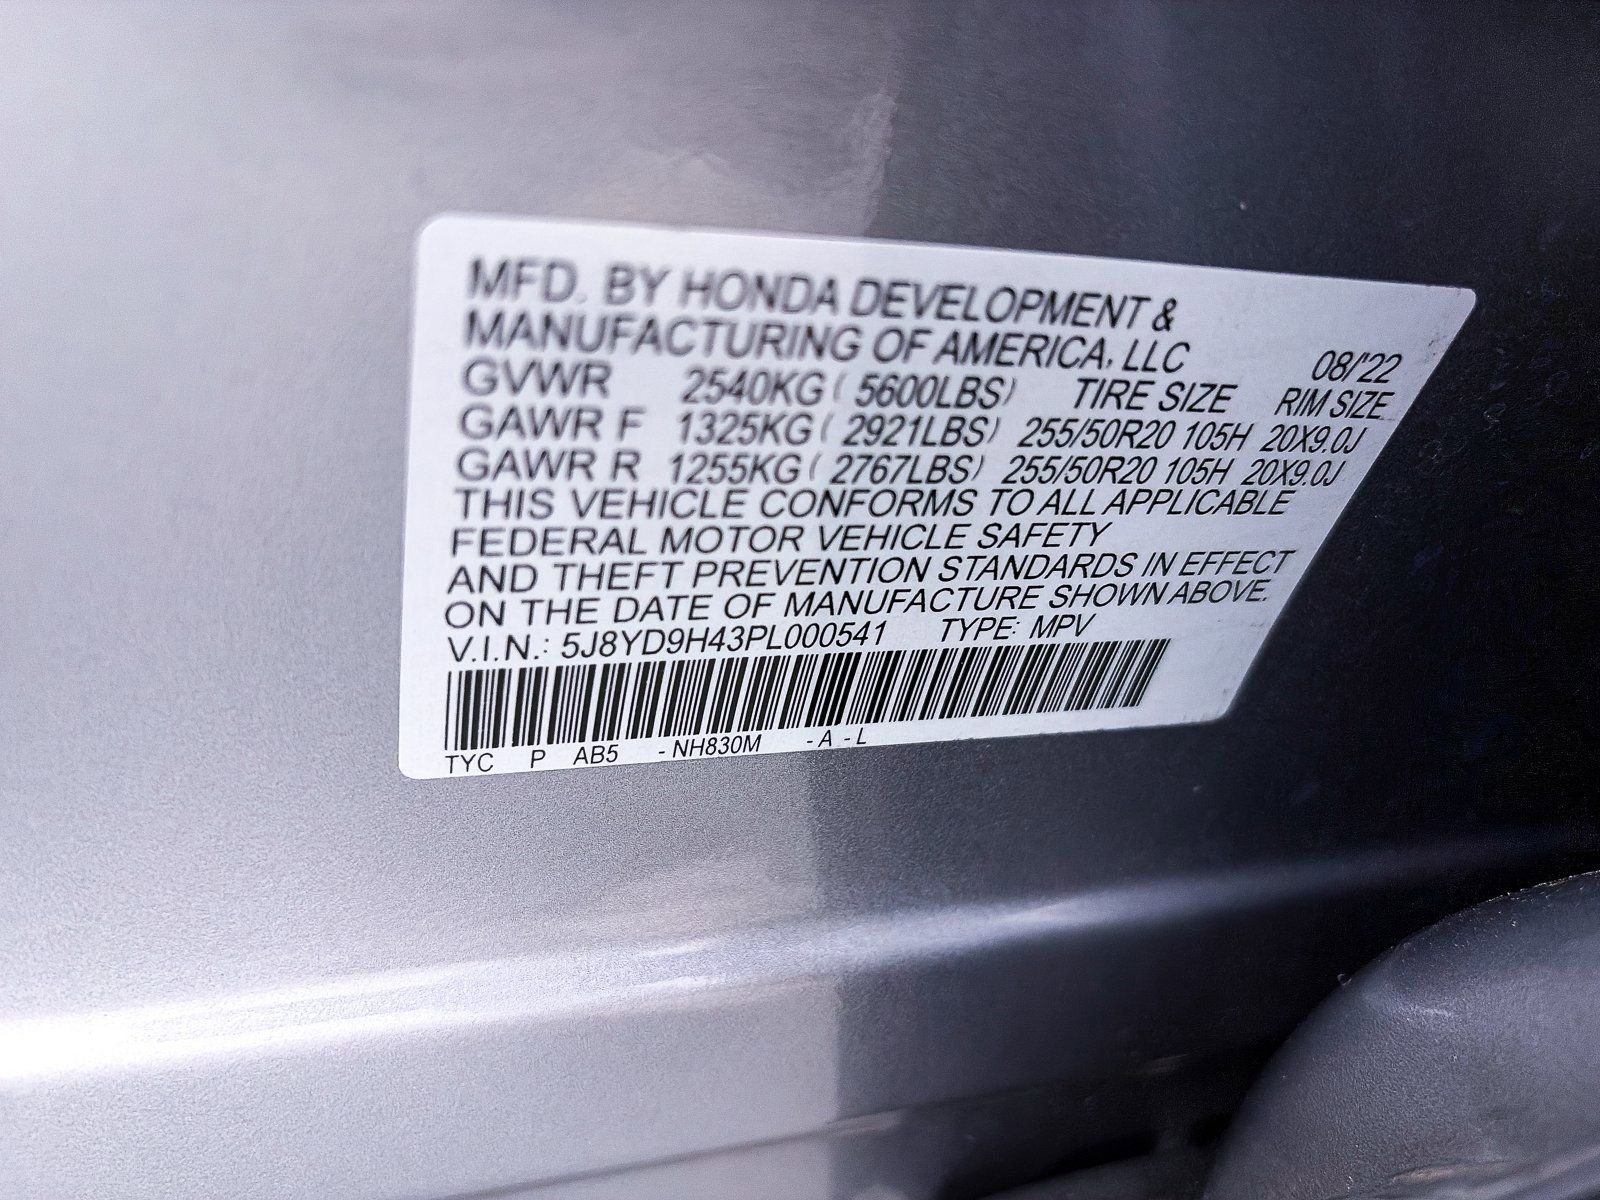 MFD. BY HONDA DEVELOPMENT &
MANUFACTURING OF AMERICA, LLC 08/'22
GVWR 2540KG ( 5600LBS) TIRE SIZE RIM SIZE
GAWR F 1325KG ( 2921LBS) 255/50R20 105H 20X9.0J
GAWR R 1255KG ( 2767LBS) 255/50R20 105H 20X9.0J
THIS VEHICLE CONFORMS TO ALL APPLICABLE
FEDERAL MOTOR VEHICLE SAFETY
AND THEFT PREVENTION STANDARDS IN EFFECT
ON THE DATE OF MANUFACTURE SHOWN ABOVE.
V.I.N.: 5J8YD9H43PL000541 TYPE: MPV
TYC P AB5 -NH830M -A -L